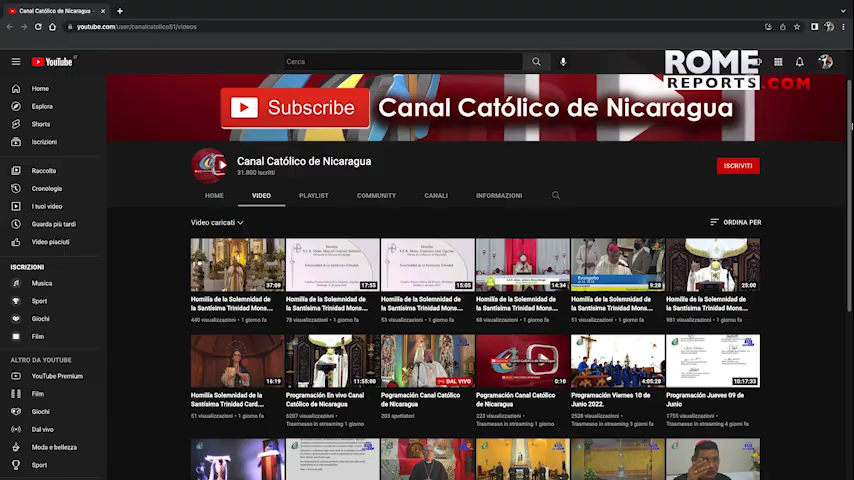 Canal Católico de Nicaragua -
youtube.com/user/canalcatolico51/videos
YouTube
IT
Cerca
ROME
REPORTS.COM
Subscribe
Canal Católico de Nicaragua
Home
Esplora
Shorts
Iscrizioni
Raccolta
Cronologia
I tuoi video
Guarda più tardi
Video piaciuti
ISCRIZIONI
Musica
Sport
Giochi
Film
ALTRO DA YOUTUBE
YouTube Premium
Film
Giochi
Dal vivo
Moda e bellezza
Sport
Canal Católico de Nicaragua
31.800 iscritti
ISCRIVITI
HOME
VIDEO
PLAYLIST
COMMUNITY
CANALI
INFORMAZIONI
Video caricati
ORDINA PER
37:09
17:55
15:05
14:34
Evangelio
9:28
25:00
Homilía de la Solemnidad de
la Santísima Trinidad Mons...
440 visualizzazioni • 1 giorno fa
Homilía de la Solemnidad de
la Santísima Trinidad Mons...
78 visualizzazioni • 1 giorno fa
Homilía de la Solemnidad de
la Santísima Trinidad Mons...
53 visualizzazioni • 1 giorno fa
Homilía de la Solemnidad de
la Santísima Trinidad Mons...
68 visualizzazioni • 1 giorno fa
Homilía de la Solemnidad de
la Santísima Trinidad Mons...
51 visualizzazioni • 1 giorno fa
Homilía de la Solemnidad de
la Santísima Trinidad Mons...
981 visualizzazioni • 1 giorno fa
16:19
11:55:00
DAL VIVO
0:10
4:05:28
10:17:33
Homilía Solemnidad de la
Santísima Trinidad Card...
51 visualizzazioni • 1 giorno fa
Programación En vivo Canal
Católico de Nicaragua
6207 visualizzazioni •
Trasmesso in streaming 1 giorno fa
Programación Canal Católico
de Nicaragua
203 spettatori
Programación Canal Católico
de Nicaragua
223 visualizzazioni •
Trasmesso in streaming 1 giorno fa
Programación Viernes 10 de
Junio 2022.
2528 visualizzazioni •
Trasmesso in streaming 3 giorni fa
Programación Jueves 09 de
Junio
1755 visualizzazioni •
Trasmesso in streaming 4 giorni fa